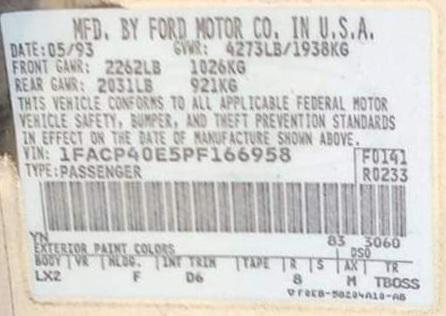 MFD. BY FORD MOTOR CO. IN U.S.A.
DATE:05/93 GVWR: 4273LB/1938KG
FRONT GAWR: 2262LB 1026KG
REAR GAWR: 2031LB 921KG
THIS VEHICLE CONFORMS TO ALL APPLICABLE FEDERAL MOTOR
VEHICLE SAFETY, BUMPER, AND THEFT PREVENTION STANDARDS
IN EFFECT ON THE DATE OF MANUFACTURE SHOWN ABOVE.
VIN: 1FACP40E5PF166958 F0141
TYPE:PASSENGER R0233
YN 83 3060
EXTERIOR PAINT COLORS DSO
BODY VR MLDG. INT TRIM TAPE R S AX TR
LX2 F D6 8 M TBOSS